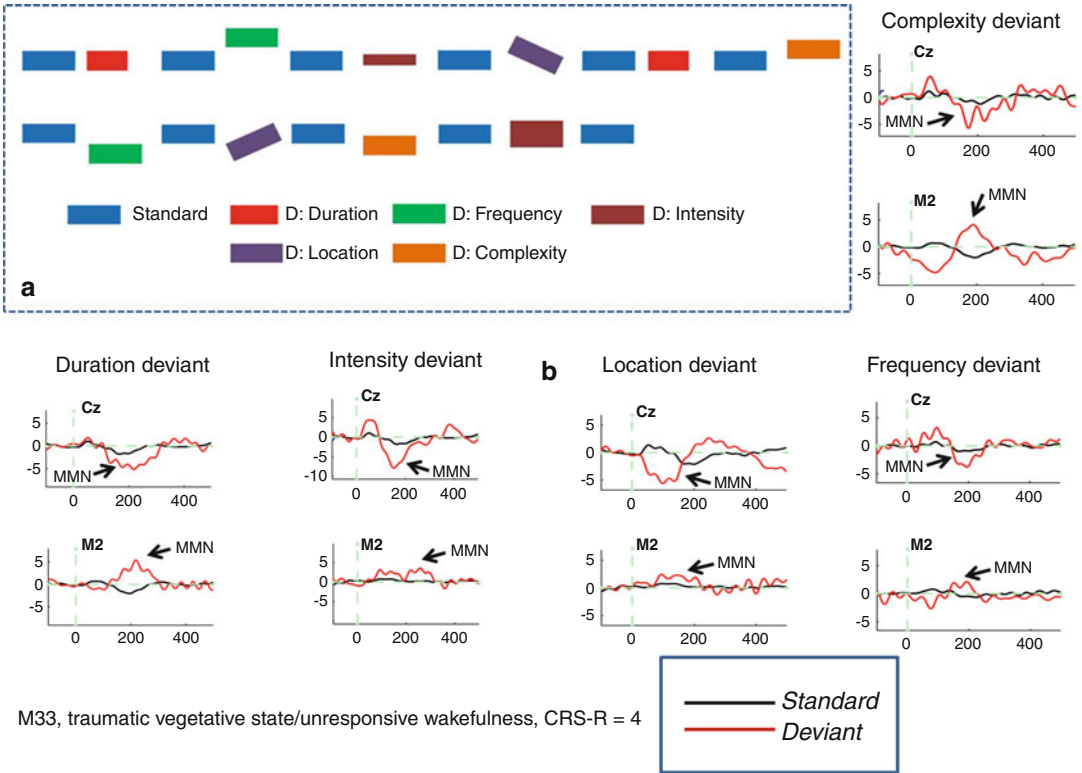 Complexity deviant
Cz
5
0
-5
MMN
0 200 400
M2
MMN
5
0
-5
0 200 400
Standard D: Duration D: Frequency D: Intensity
D: Location D: Complexity
a
Duration deviant
Cz
5
0
-5
MMN
0 200 400
M2
MMN
5
0
-5
0 200 400
Intensity deviant
Cz
5
0
-5
-10
MMN
0 200 400
M2
MMN
5
0
-5
0 200 400
b
Location deviant
Cz
5
0
-5
MMN
0 200 400
M2
MMN
5
0
-5
0 200 400
Frequency deviant
Cz
5
0
-5
MMN
0 200 400
M2
MMN
5
0
-5
0 200 400
M33, traumatic vegetative state/unresponsive wakefulness, CRS-R = 4
Standard
Deviant